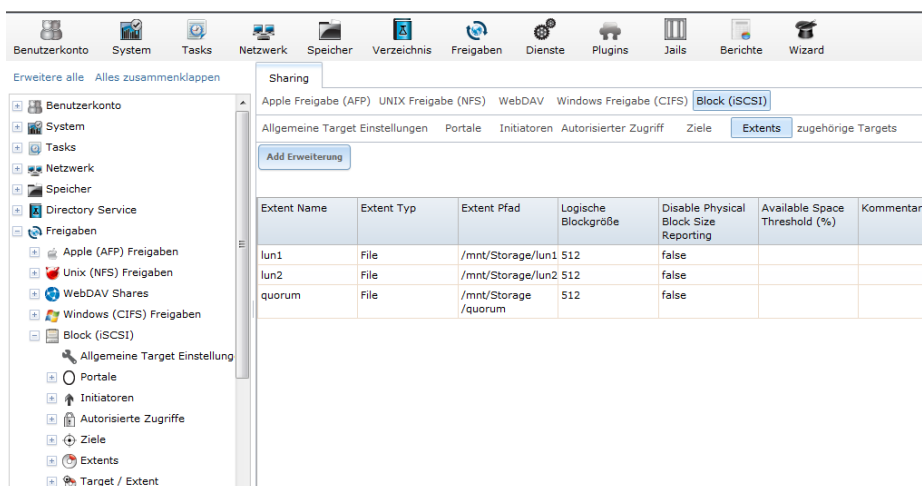 Benutzerkonto System Tasks Netzwerk Speicher Verzeichnis Freigaben Dienste Plugins Jails Berichte Wizard
Erweitere alle Alles zusammenklappen
Benutzerkonto
System
Tasks
Netzwerk
Speicher
Directory Service
Freigaben
Apple (AFP) Freigaben
Unix (NFS) Freigaben
WebDAV Shares
Windows (CIFS) Freigaben
Block (iSCSI)
Allgemeine Target Einstellung
Portale
Initiatoren
Autorisierte Zugriffe
Ziele
Extents
Target / Extent
Sharing
Apple Freigabe (AFP) UNIX Freigabe (NFS) WebDAV Windows Freigabe (CIFS) Block (iSCSI)
Allgemeine Target Einstellungen Portale Initiatoren Autorisierter Zugriff Ziele Extents zugehörige Targets
Add Erweiterung
Extent Name Extent Typ Extent Pfad Logische Blockgröße Disable Physical Block Size Reporting Available Space Threshold (%) Kommentar
lun1 File /mnt/Storage/lun1 512 false
lun2 File /mnt/Storage/lun2 512 false
quorum File /mnt/Storage/quorum 512 false